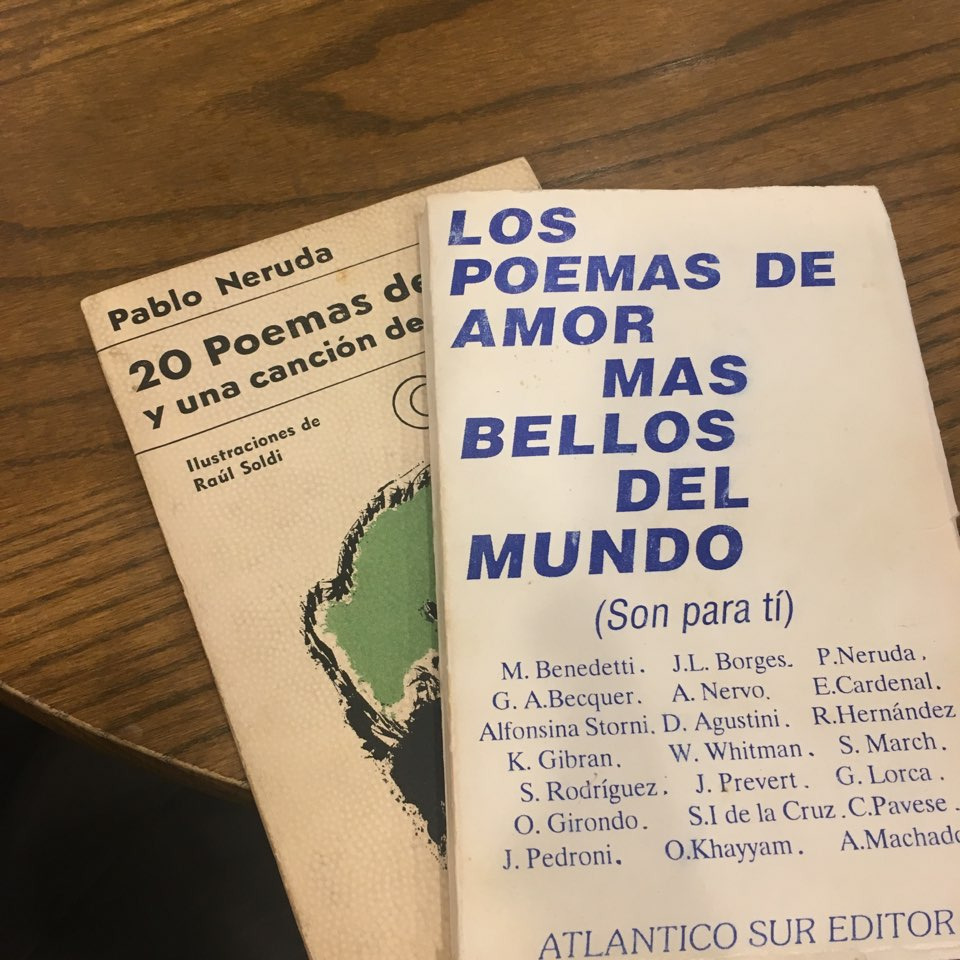 Pablo Neruda
20 Poemas de
y una canción de
Ilustraciones de
Raúl Soldi
LOS
POEMAS DE
AMOR
MAS
BELLOS
DEL
MUNDO
(Son para tí)
M. Benedetti. J.L. Borges. P.Neruda.
G. A.Becquer. A. Nervo. E.Cardenal.
Alfonsina Storni. D. Agustini. R.Hernández
K. Gibran. W. Whitman. S. March.
S. Rodríguez. J. Prevert. G. Lorca.
O. Girondo. S.I de la Cruz.C.Pavese.
J. Pedroni. O.Khayyam. A.Machado
ATLANTICO SUR EDITOR